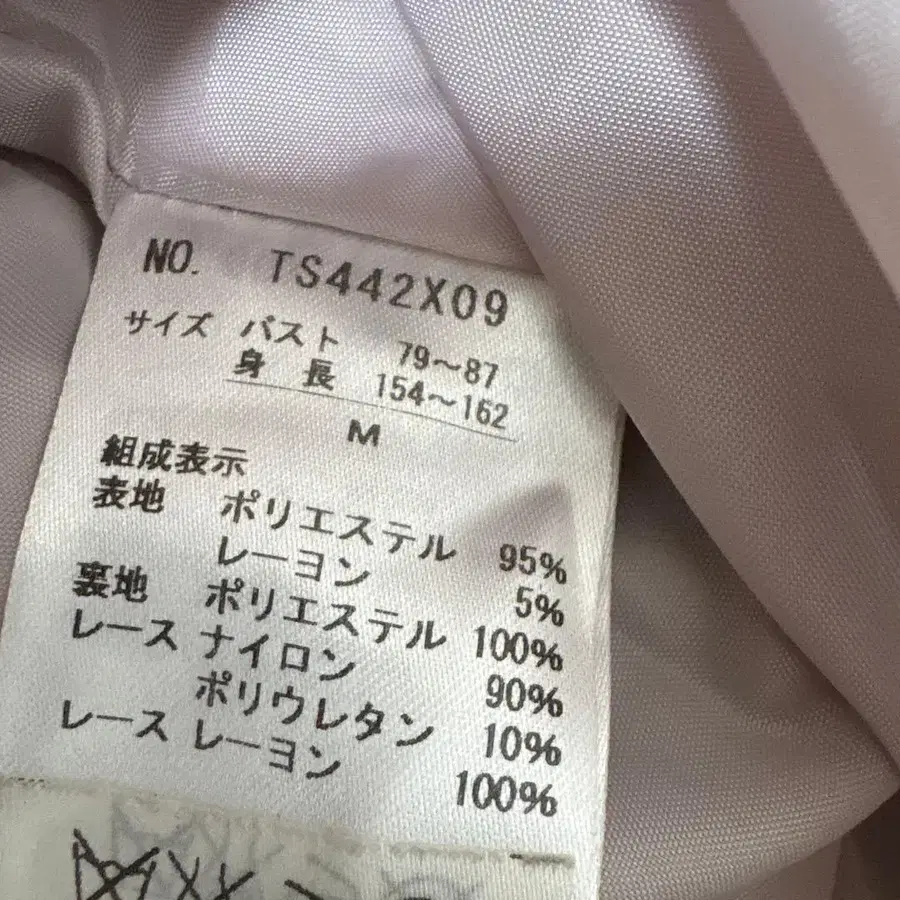 NO. TS442X09
サイズ バスト 79～87
身 長 154～162
M
組成表示
表地 ポリエステル 95%
レーヨン 5%
裏地 ポリエステル 100%
レース ナイロン 90%
ポリウレタン 10%
レース レーヨン 100%